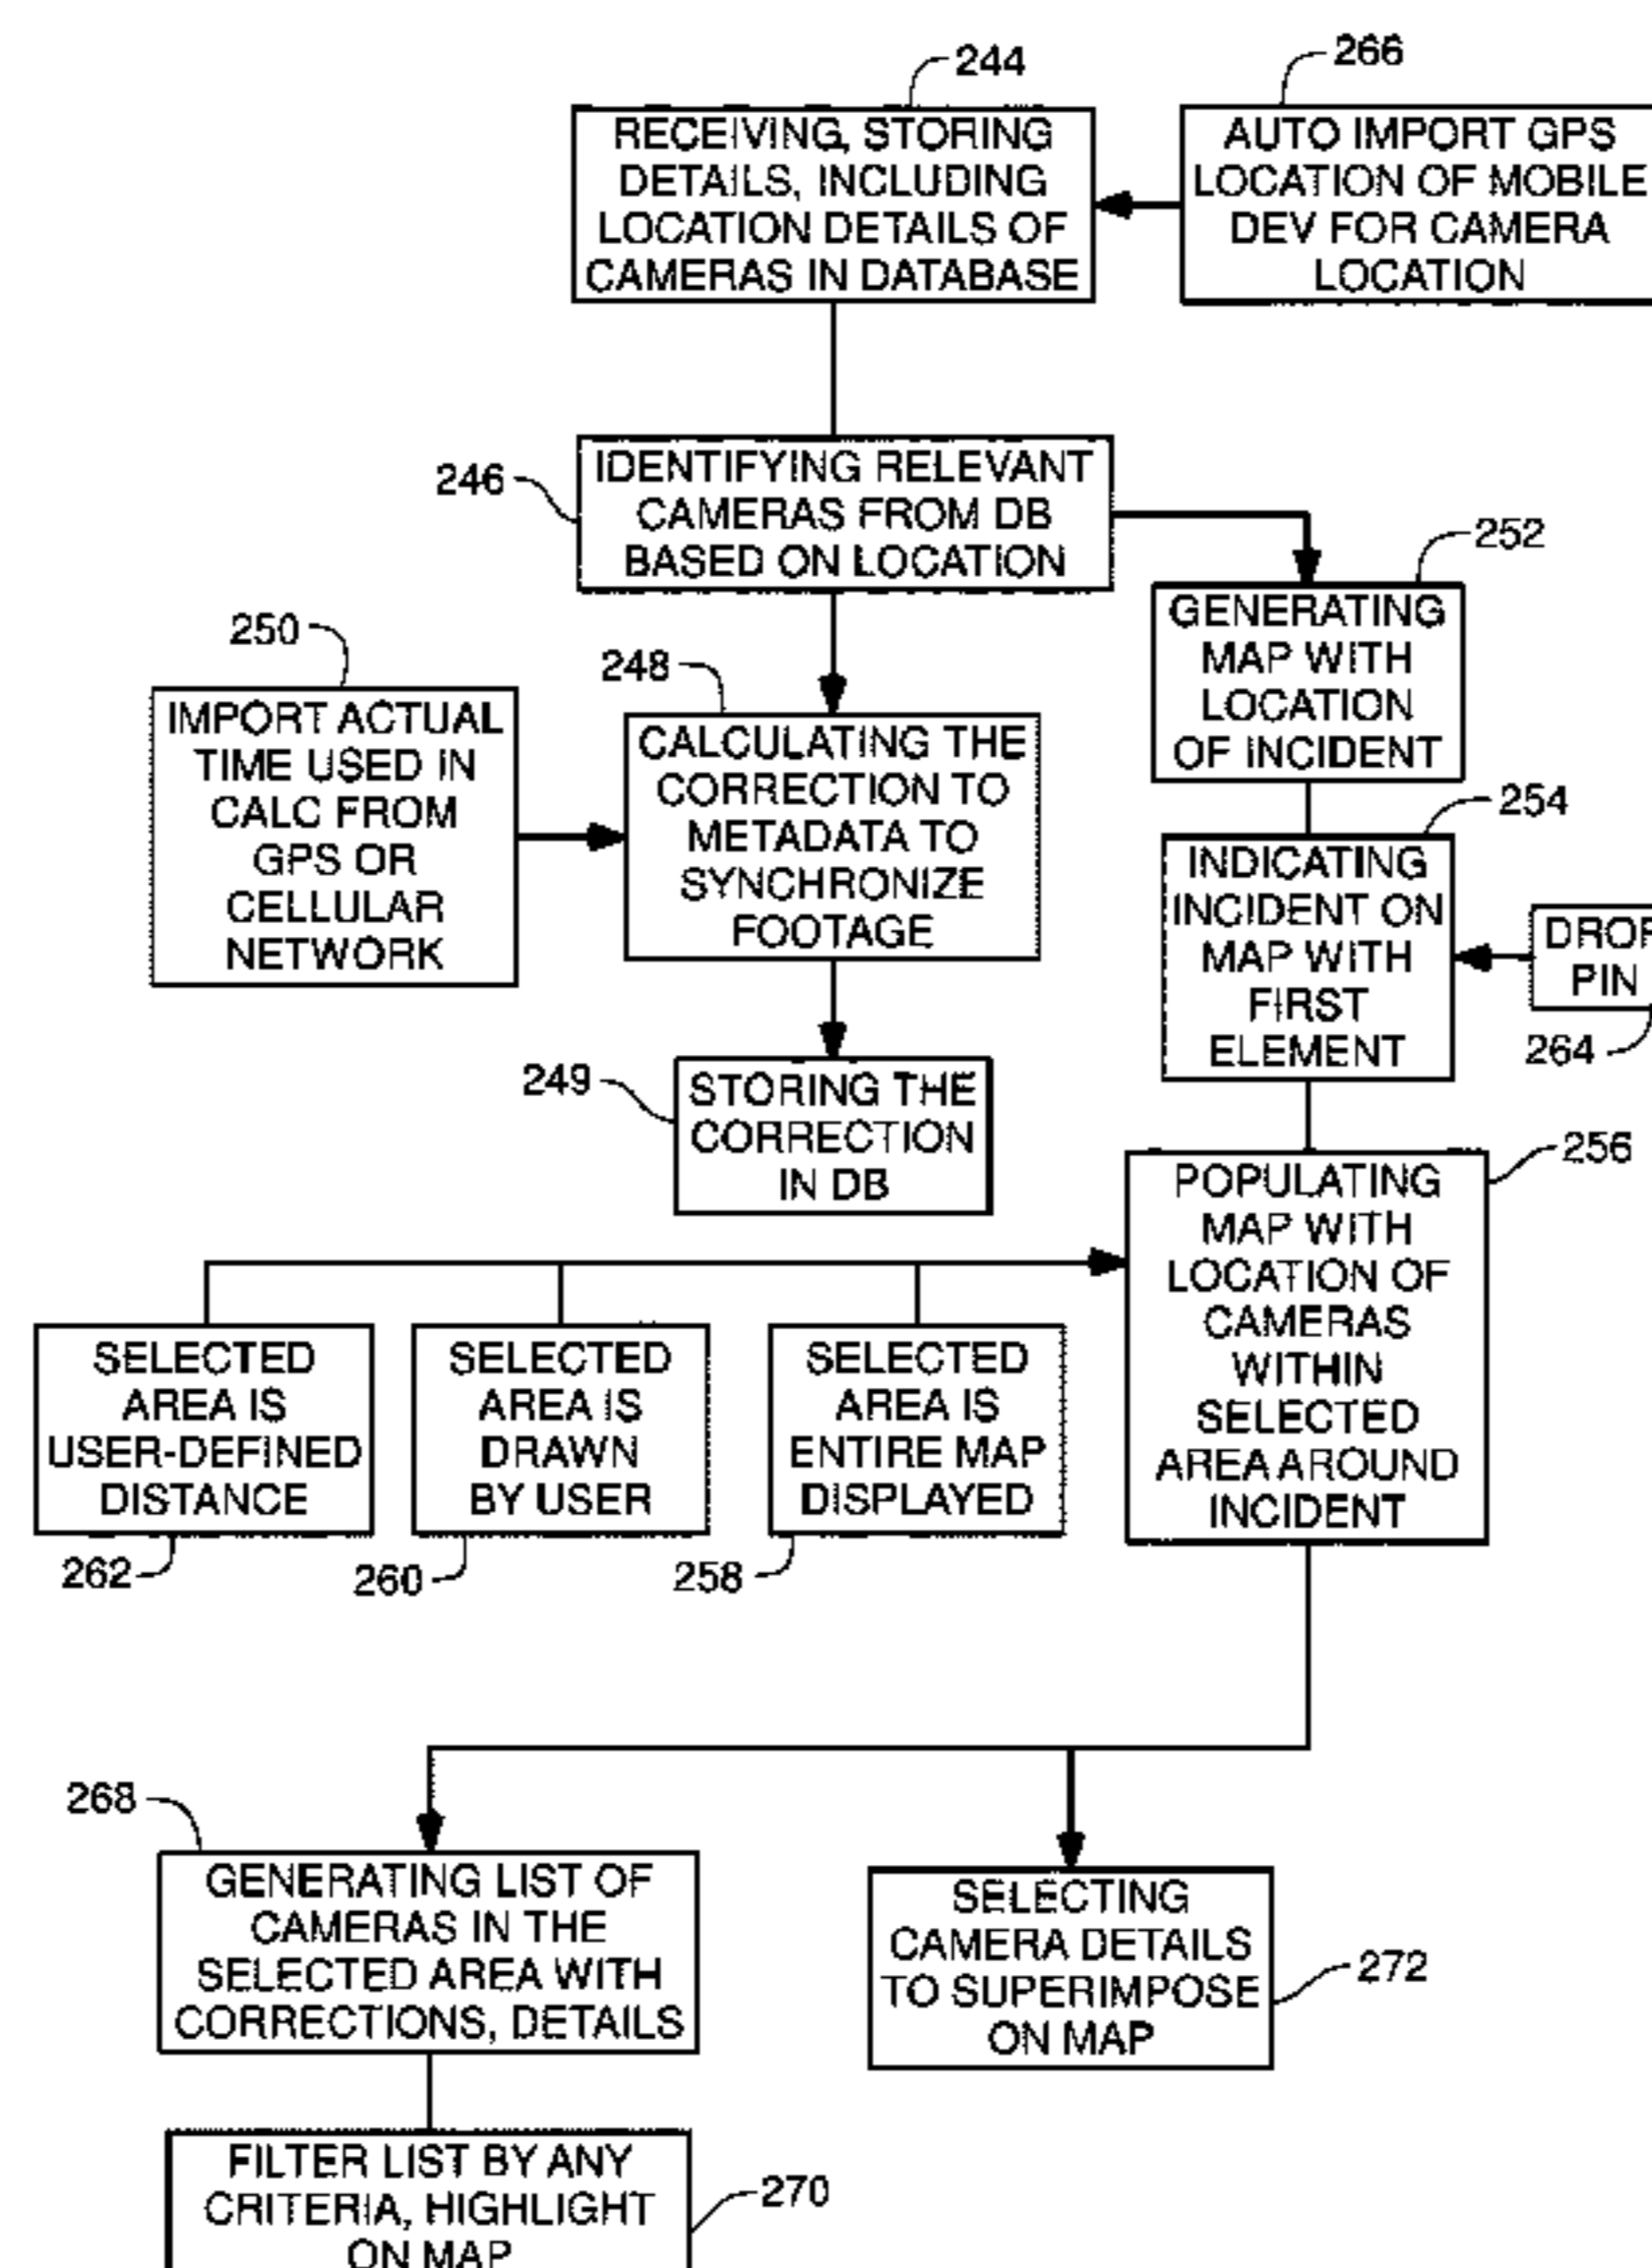 244
266
RECEIVING, STORING
DETAILS, INCLUDING
LOCATION DETAILS OF
CAMERAS IN DATABASE
AUTO IMPORT GPS
LOCATION OF MOBILE
DEV FOR CAMERA
LOCATION
246
IDENTIFYING RELEVANT
CAMERAS FROM DB
BASED ON LOCATION
252
GENERATING
MAP WITH
LOCATION
OF INCIDENT
250
IMPORT ACTUAL
TIME USED IN
CALC FROM
GPS OR
CELLULAR
NETWORK
248
CALCULATING THE
CORRECTION TO
METADATA TO
SYNCHRONIZE
FOOTAGE
254
INDICATING
INCIDENT ON
MAP WITH
FIRST
ELEMENT
DROP
PIN
264
249
STORING THE
CORRECTION
IN DB
256
POPULATING
MAP WITH
LOCATION OF
CAMERAS
WITHIN
SELECTED
AREA AROUND
INCIDENT
SELECTED
AREA IS
USER-DEFINED
DISTANCE
262
SELECTED
AREA IS
DRAWN
BY USER
260
SELECTED
AREA IS
ENTIRE MAP
DISPLAYED
258
268
GENERATING LIST OF
CAMERAS IN THE
SELECTED AREA WITH
CORRECTIONS, DETAILS
SELECTING
CAMERA DETAILS
TO SUPERIMPOSE
ON MAP
272
FILTER LIST BY ANY
CRITERIA, HIGHLIGHT
ON MAP
270